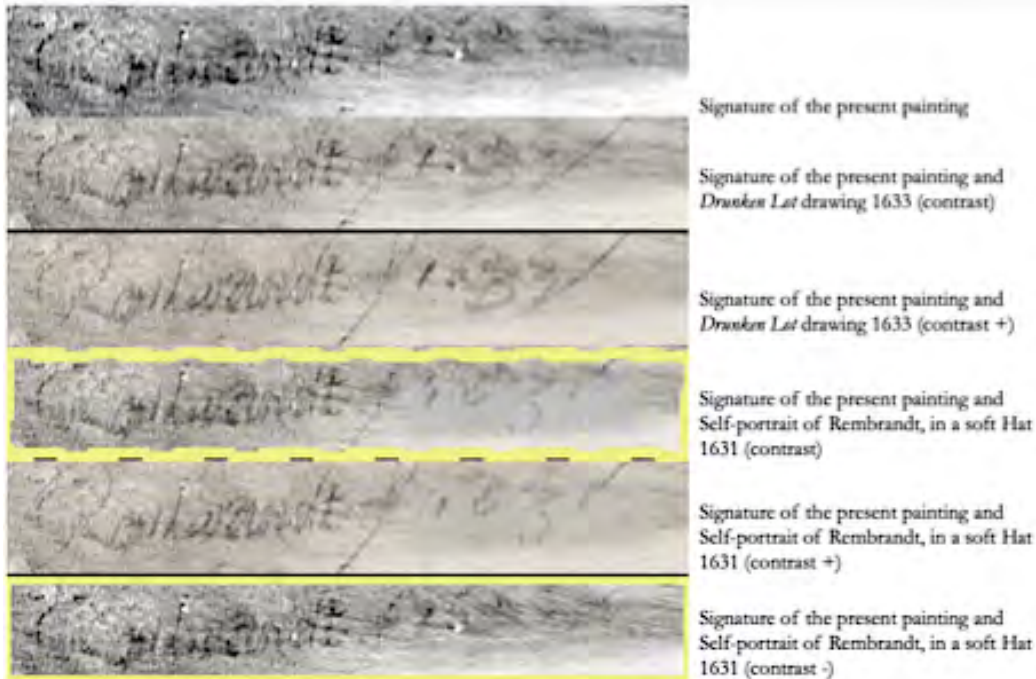 Signature of the present painting
Signature of the present painting and
Drunken Lot drawing 1633 (contrast)
Signature of the present painting and
Drunken Lot drawing 1633 (contrast +)
Signature of the present painting and
Self-portrait of Rembrandt, in a soft Hat
1631 (contrast)
Signature of the present painting and
Self-portrait of Rembrandt, in a soft Hat
1631 (contrast +)
Signature of the present painting and
Self-portrait of Rembrandt, in a soft Hat
1631 (contrast -)